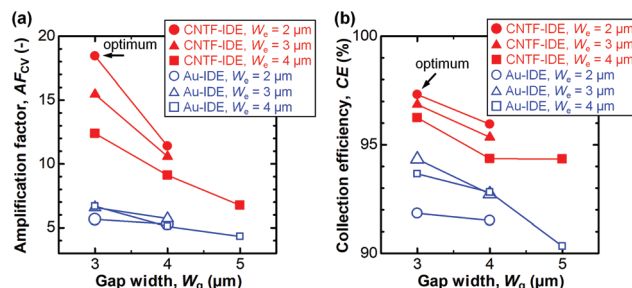 (a)
CNTF-IDE, We = 2 μm
CNTF-IDE, We = 3 μm
CNTF-IDE, We = 4 μm
Au-IDE, We = 2 μm
Au-IDE, We = 3 μm
Au-IDE, We = 4 μm
optimum
Amplification factor, AFCV (-)
20
15
10
5
3
4
5
Gap width, Wg (μm)
(b)
CNTF-IDE, We = 2 μm
CNTF-IDE, We = 3 μm
CNTF-IDE, We = 4 μm
Au-IDE, We = 2 μm
Au-IDE, We = 3 μm
Au-IDE, We = 4 μm
optimum
Collection efficiency, CE (%)
100
95
90
3
4
5
Gap width, Wg (μm)